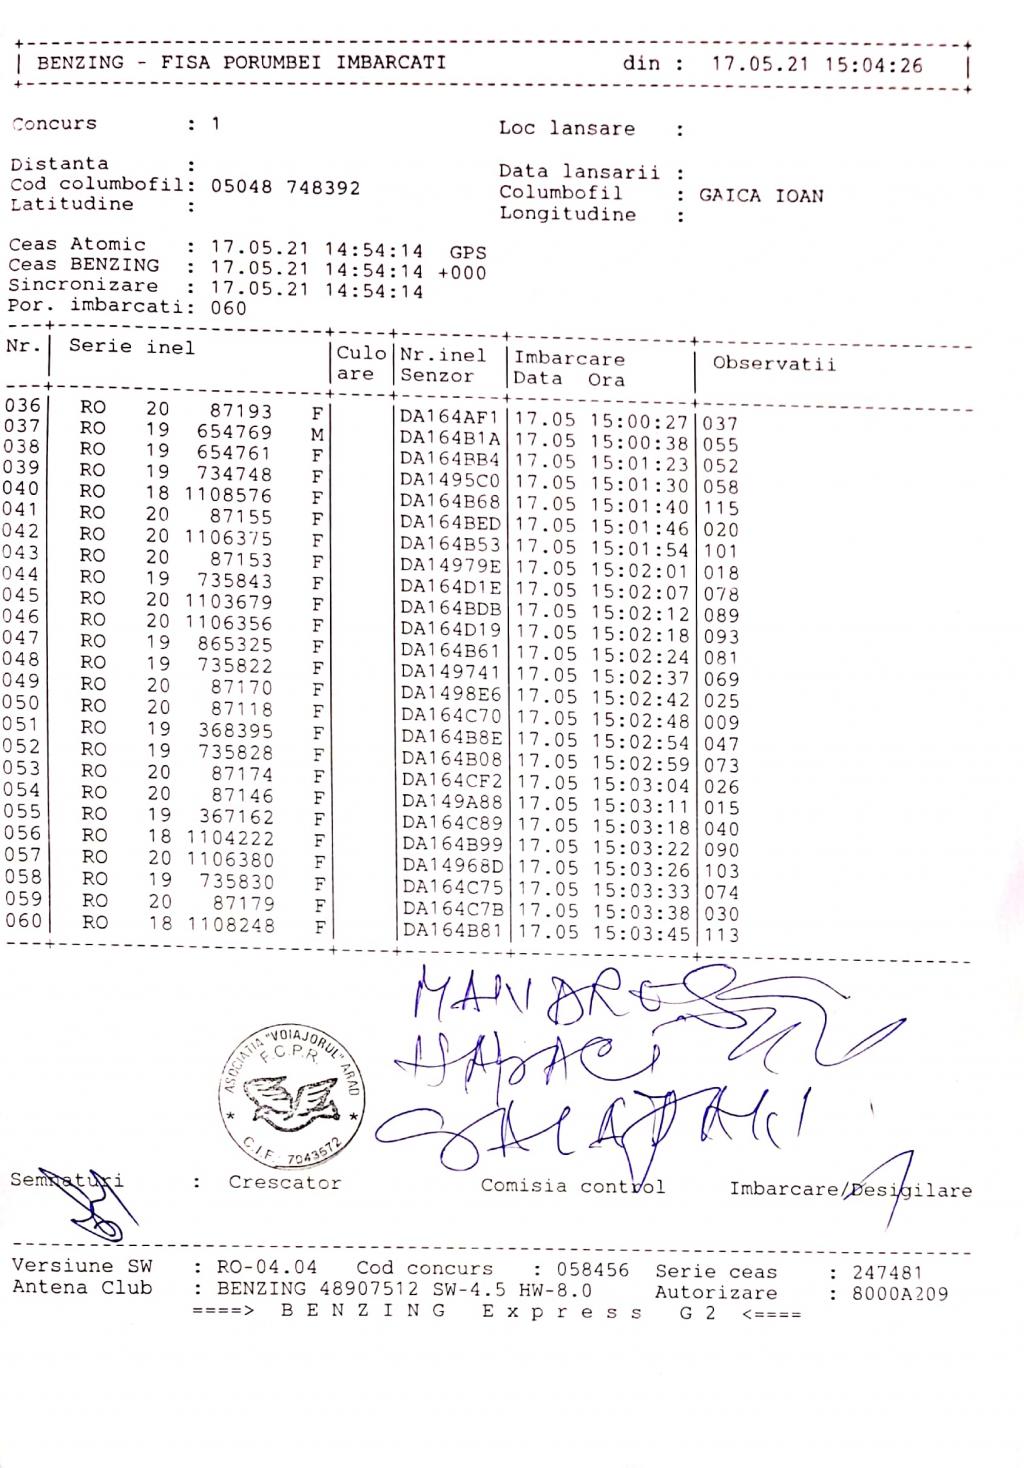 BENZING - FISA PORUMBEI IMBARCATI din : 17.05.21 15:04:26
Concurs : 1 Loc lansare :
Distanta : Data lansarii :
Cod columbofil: 05048 748392 Columbofil : GAICA IOAN
Latitudine : Longitudine :
Ceas Atomic : 17.05.21 14:54:14 GPS
Ceas BENZING : 17.05.21 14:54:14 +000
Sincronizare : 17.05.21 14:54:14
Por. imbarcati: 060
Nr. Serie inel Culo Nr.inel Imbarcare Observatii
are Senzor Data Ora
036 RO 20 87193 F DA164AF1 17.05 15:00:27 037
037 RO 19 654769 M DA164B1A 17.05 15:00:38 055
038 RO 19 654761 F DA164BB4 17.05 15:01:23 052
039 RO 19 734748 F DA1495C0 17.05 15:01:30 058
040 RO 18 1108576 F DA164B68 17.05 15:01:40 115
041 RO 20 87155 F DA164BED 17.05 15:01:46 020
042 RO 20 1106375 F DA164B53 17.05 15:01:54 101
043 RO 20 87153 F DA14979E 17.05 15:02:01 018
044 RO 19 735843 F DA164D1E 17.05 15:02:07 078
045 RO 20 1103679 F DA164BDB 17.05 15:02:12 089
046 RO 20 1106356 F DA164D19 17.05 15:02:18 093
047 RO 19 865325 F DA164B61 17.05 15:02:24 081
048 RO 19 735822 F DA149741 17.05 15:02:37 069
049 RO 20 87170 F DA1498E6 17.05 15:02:42 025
050 RO 20 87118 F DA164C70 17.05 15:02:48 009
051 RO 19 368395 F DA164B8E 17.05 15:02:54 047
052 RO 19 735828 F DA164B08 17.05 15:02:59 073
053 RO 20 87174 F DA164CF2 17.05 15:03:04 026
054 RO 20 87146 F DA149A88 17.05 15:03:11 015
055 RO 19 367162 F DA164C89 17.05 15:03:18 040
056 RO 18 1104222 F DA164B99 17.05 15:03:22 090
057 RO 20 1106380 F DA14968D 17.05 15:03:26 103
058 RO 19 735830 F DA164C75 17.05 15:03:33 074
059 RO 20 87179 F DA164C7B 17.05 15:03:38 030
060 RO 18 1108248 F DA164B81 17.05 15:03:45 113
ASOCIATIA "VOIAJORUL" ARAD
F.C.P.R.
C.I.F. 7043572
Semnaturi : Crescator Comisia control Imbarcare/Desigilare
Versiune SW : RO-04.04 Cod concurs : 058456 Serie ceas : 247481
Antena Club : BENZING 48907512 SW-4.5 HW-8.0 Autorizare : 8000A209
====> B E N Z I N G E x p r e s s G 2 <====